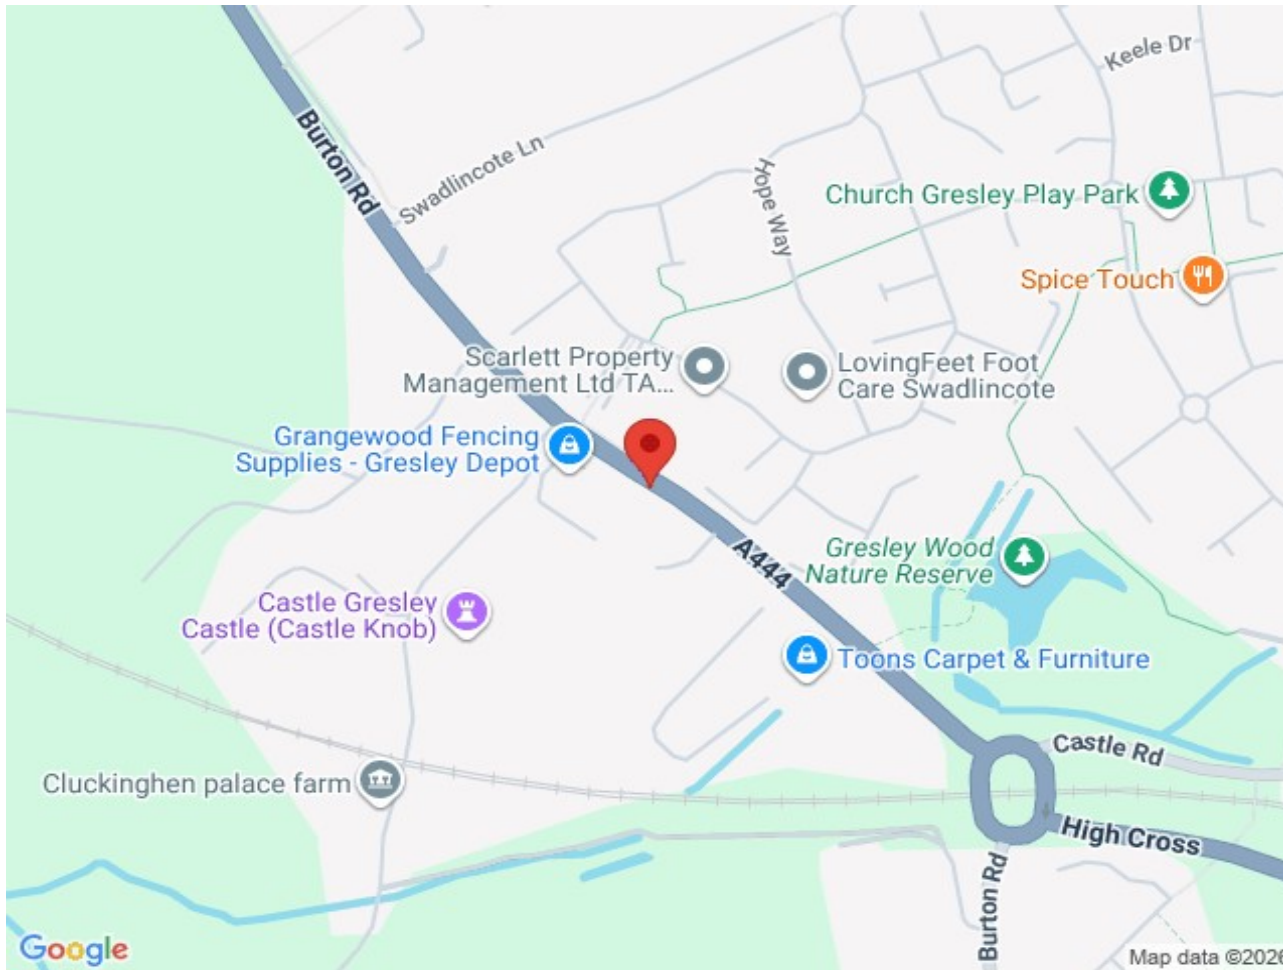 Keele Dr
Burton Rd
Swadlincote Ln
Hope Way
Church Gresley Play Park
Spice Touch
Scarlett Property
Management Ltd TA...
LovingFeet Foot
Care Swadlincote
Grangewood Fencing
Supplies - Gresley Depot
A444
Gresley Wood
Nature Reserve
Castle Gresley
Castle (Castle Knob)
Toons Carpet & Furniture
Castle Rd
Cluckinghen palace farm
High Cross
Burton Rd
Google
Map data ©2026